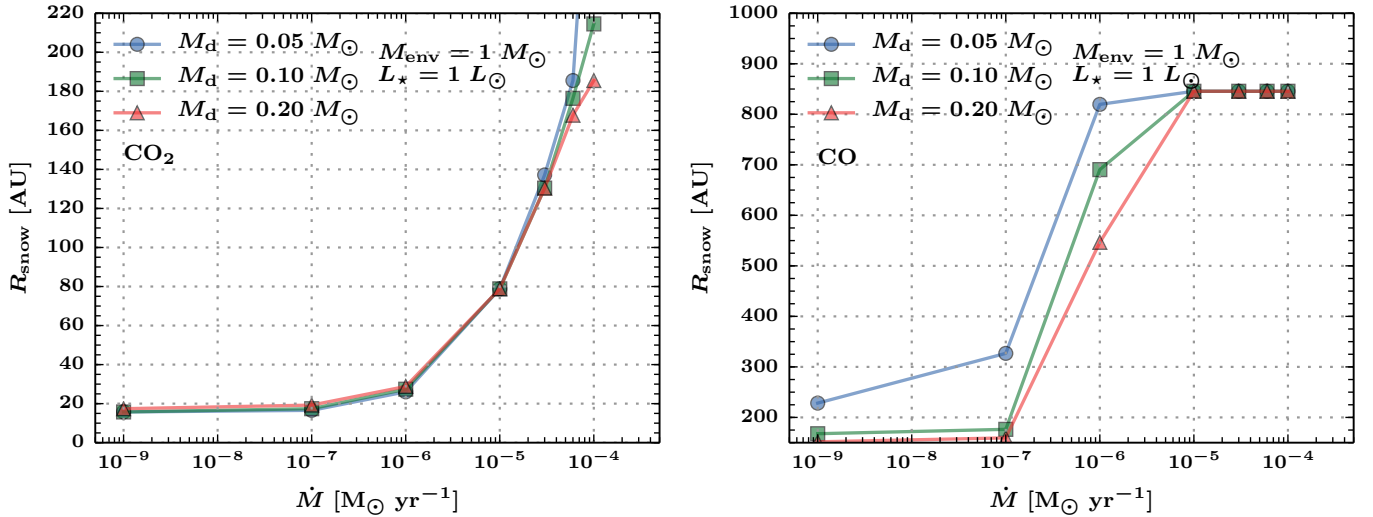 220
200
180
160
140
120
100
80
60
40
20
0
R_snow [AU]
M_d = 0.05 M_⊙
M_d = 0.10 M_⊙
M_d = 0.20 M_⊙
M_env = 1 M_⊙
L_⋆ = 1 L_⊙
CO₂
10⁻⁹ 10⁻⁸ 10⁻⁷ 10⁻⁶ 10⁻⁵ 10⁻⁴
Ṁ [M_⊙ yr⁻¹]
1000
900
800
700
600
500
400
300
200
R_snow [AU]
M_d = 0.05 M_⊙
M_d = 0.10 M_⊙
M_d = 0.20 M_⊙
M_env = 1 M_⊙
L_⋆ = 1 L_⊙
CO
10⁻⁹ 10⁻⁸ 10⁻⁷ 10⁻⁶ 10⁻⁵ 10⁻⁴
Ṁ [M_⊙ yr⁻¹]